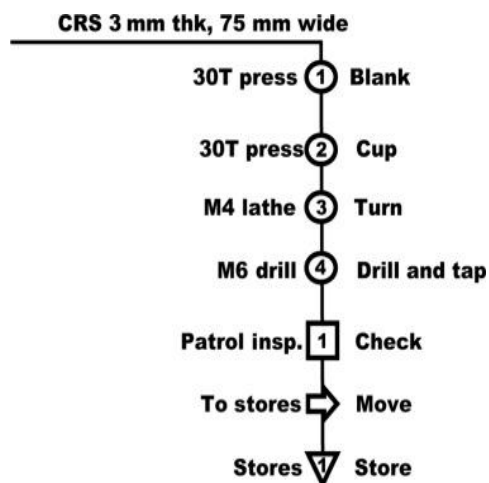 CRS 3 mm thk, 75 mm wide
30T press 1 Blank
30T press 2 Cup
M4 lathe 3 Turn
M6 drill 4 Drill and tap
Patrol insp. 1 Check
To stores Move
Stores 1 Store